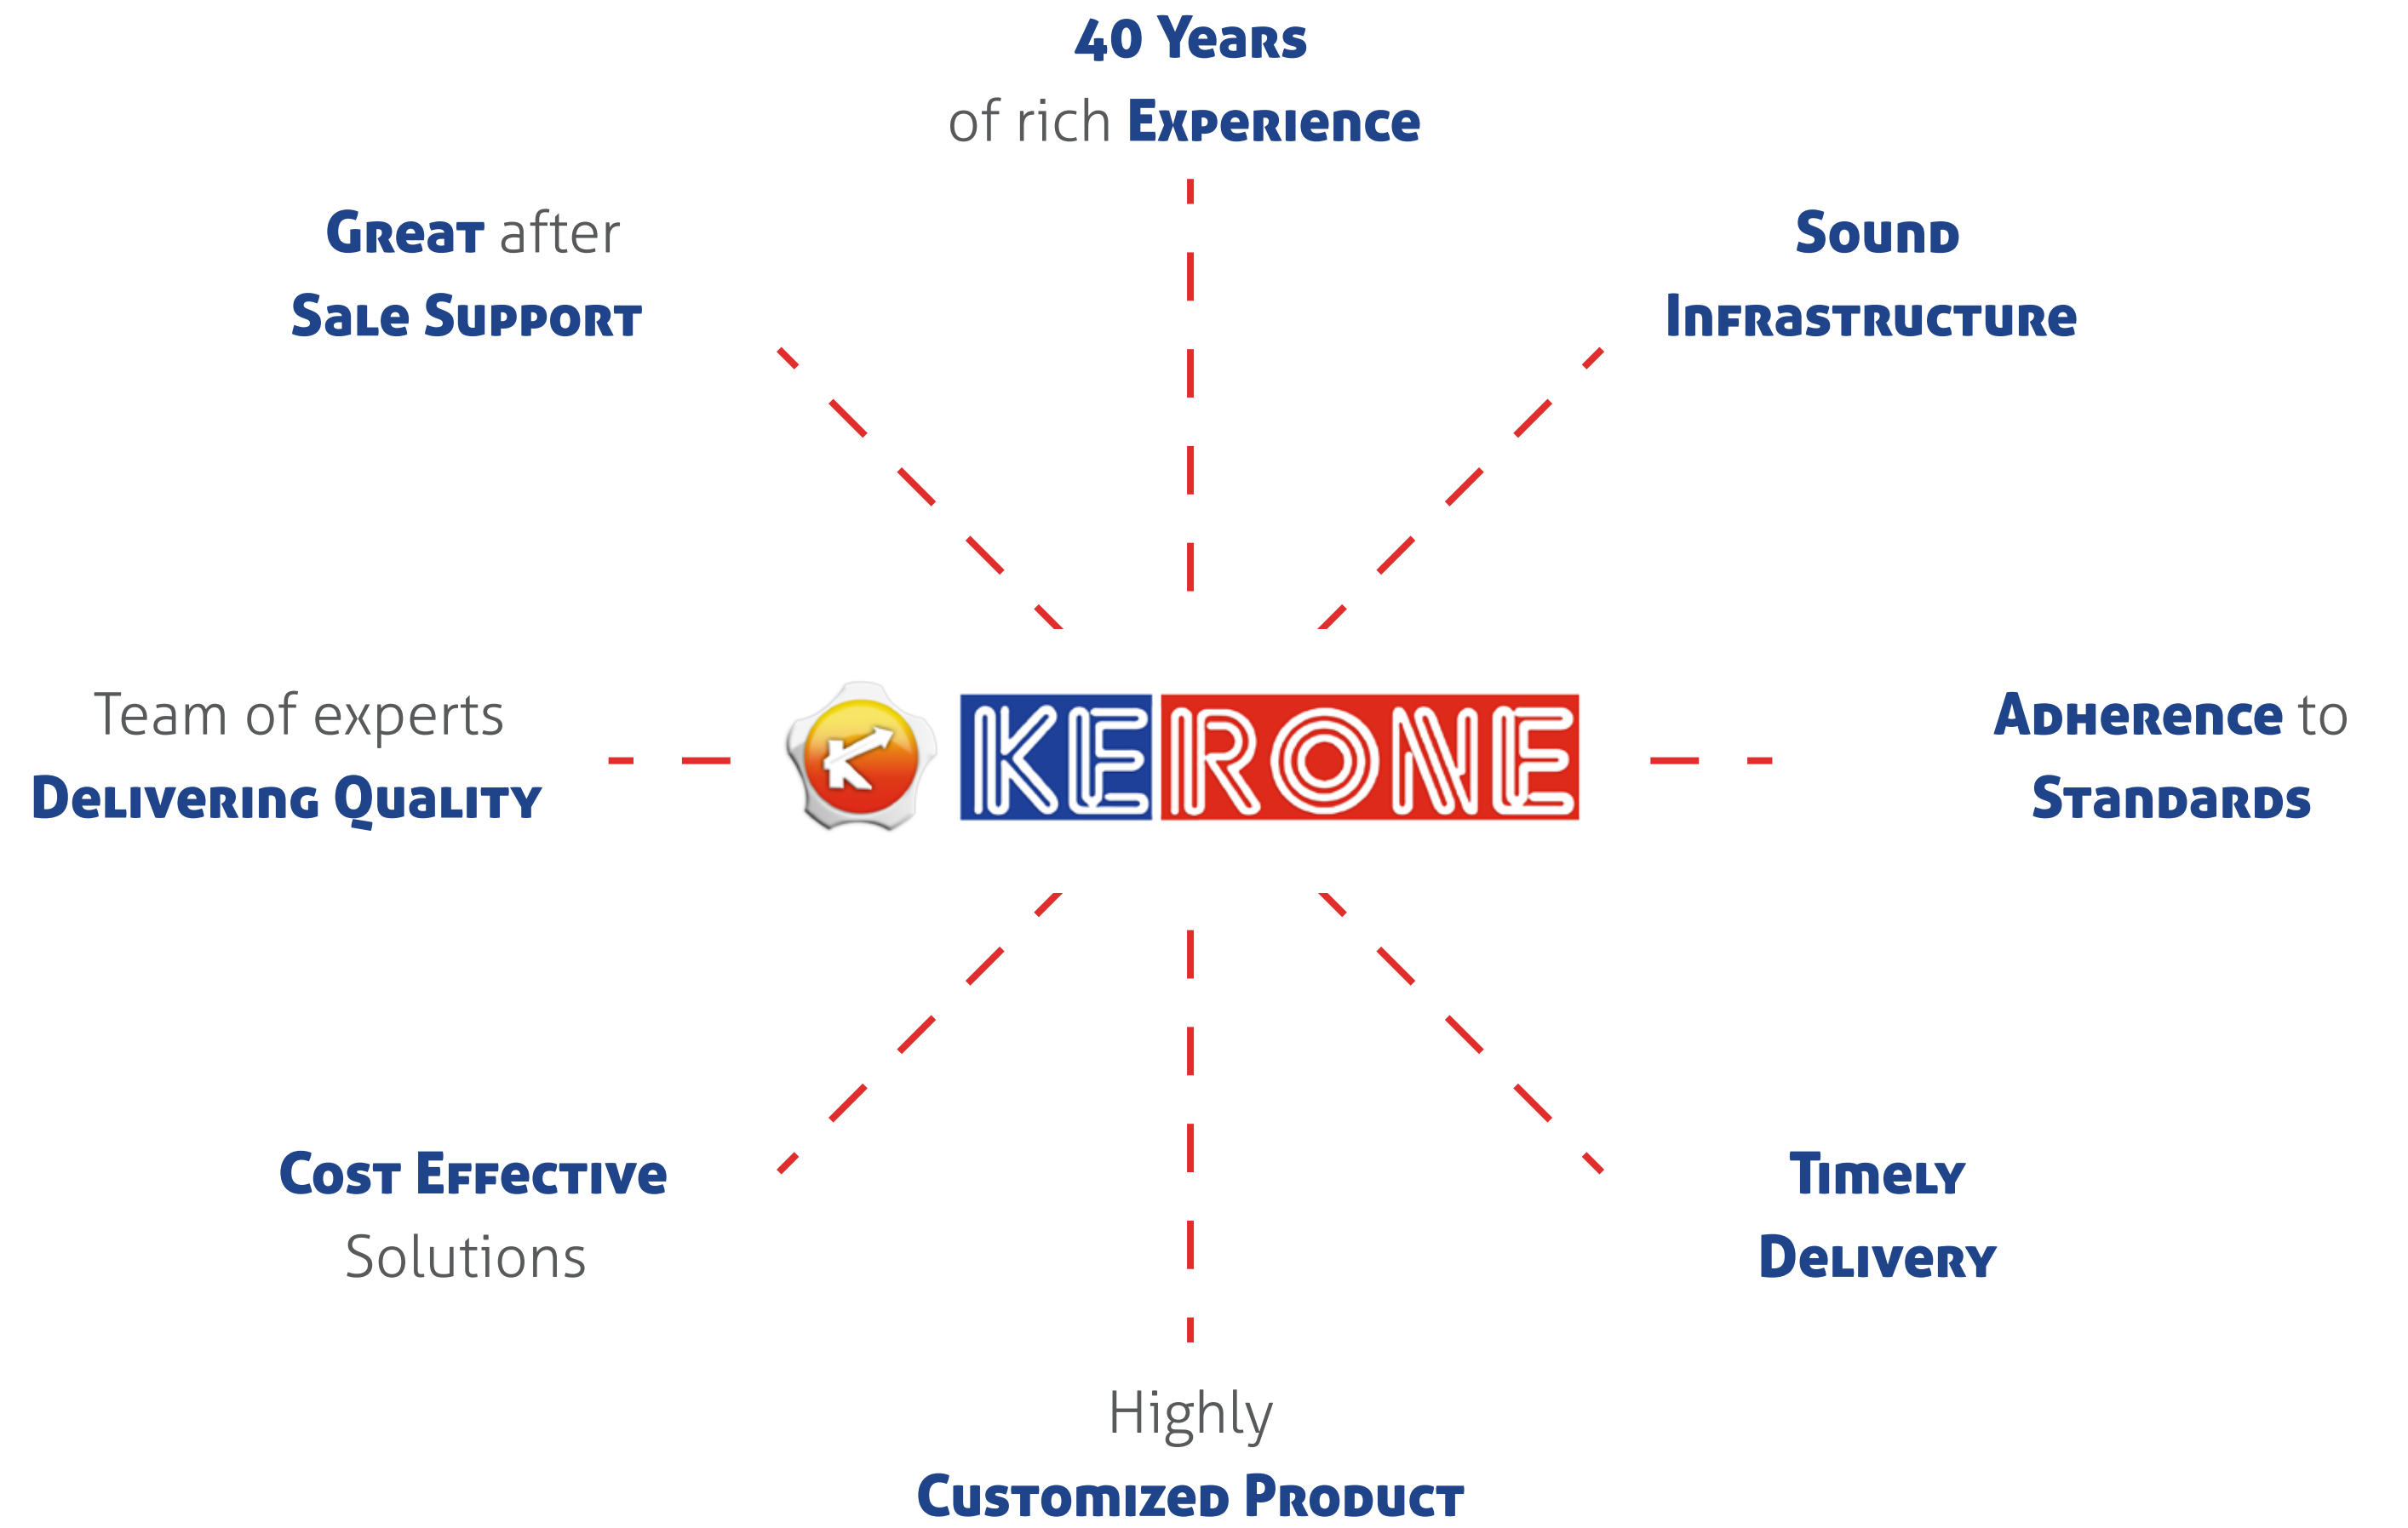 40 Years
of rich Experience
Great after
Sale Support
Sound
Infrastructure
Team of experts
Delivering Quality
K KERONE
Adherence to
Standards
Cost Effective
Solutions
Timely
Delivery
Highly
Customized Product